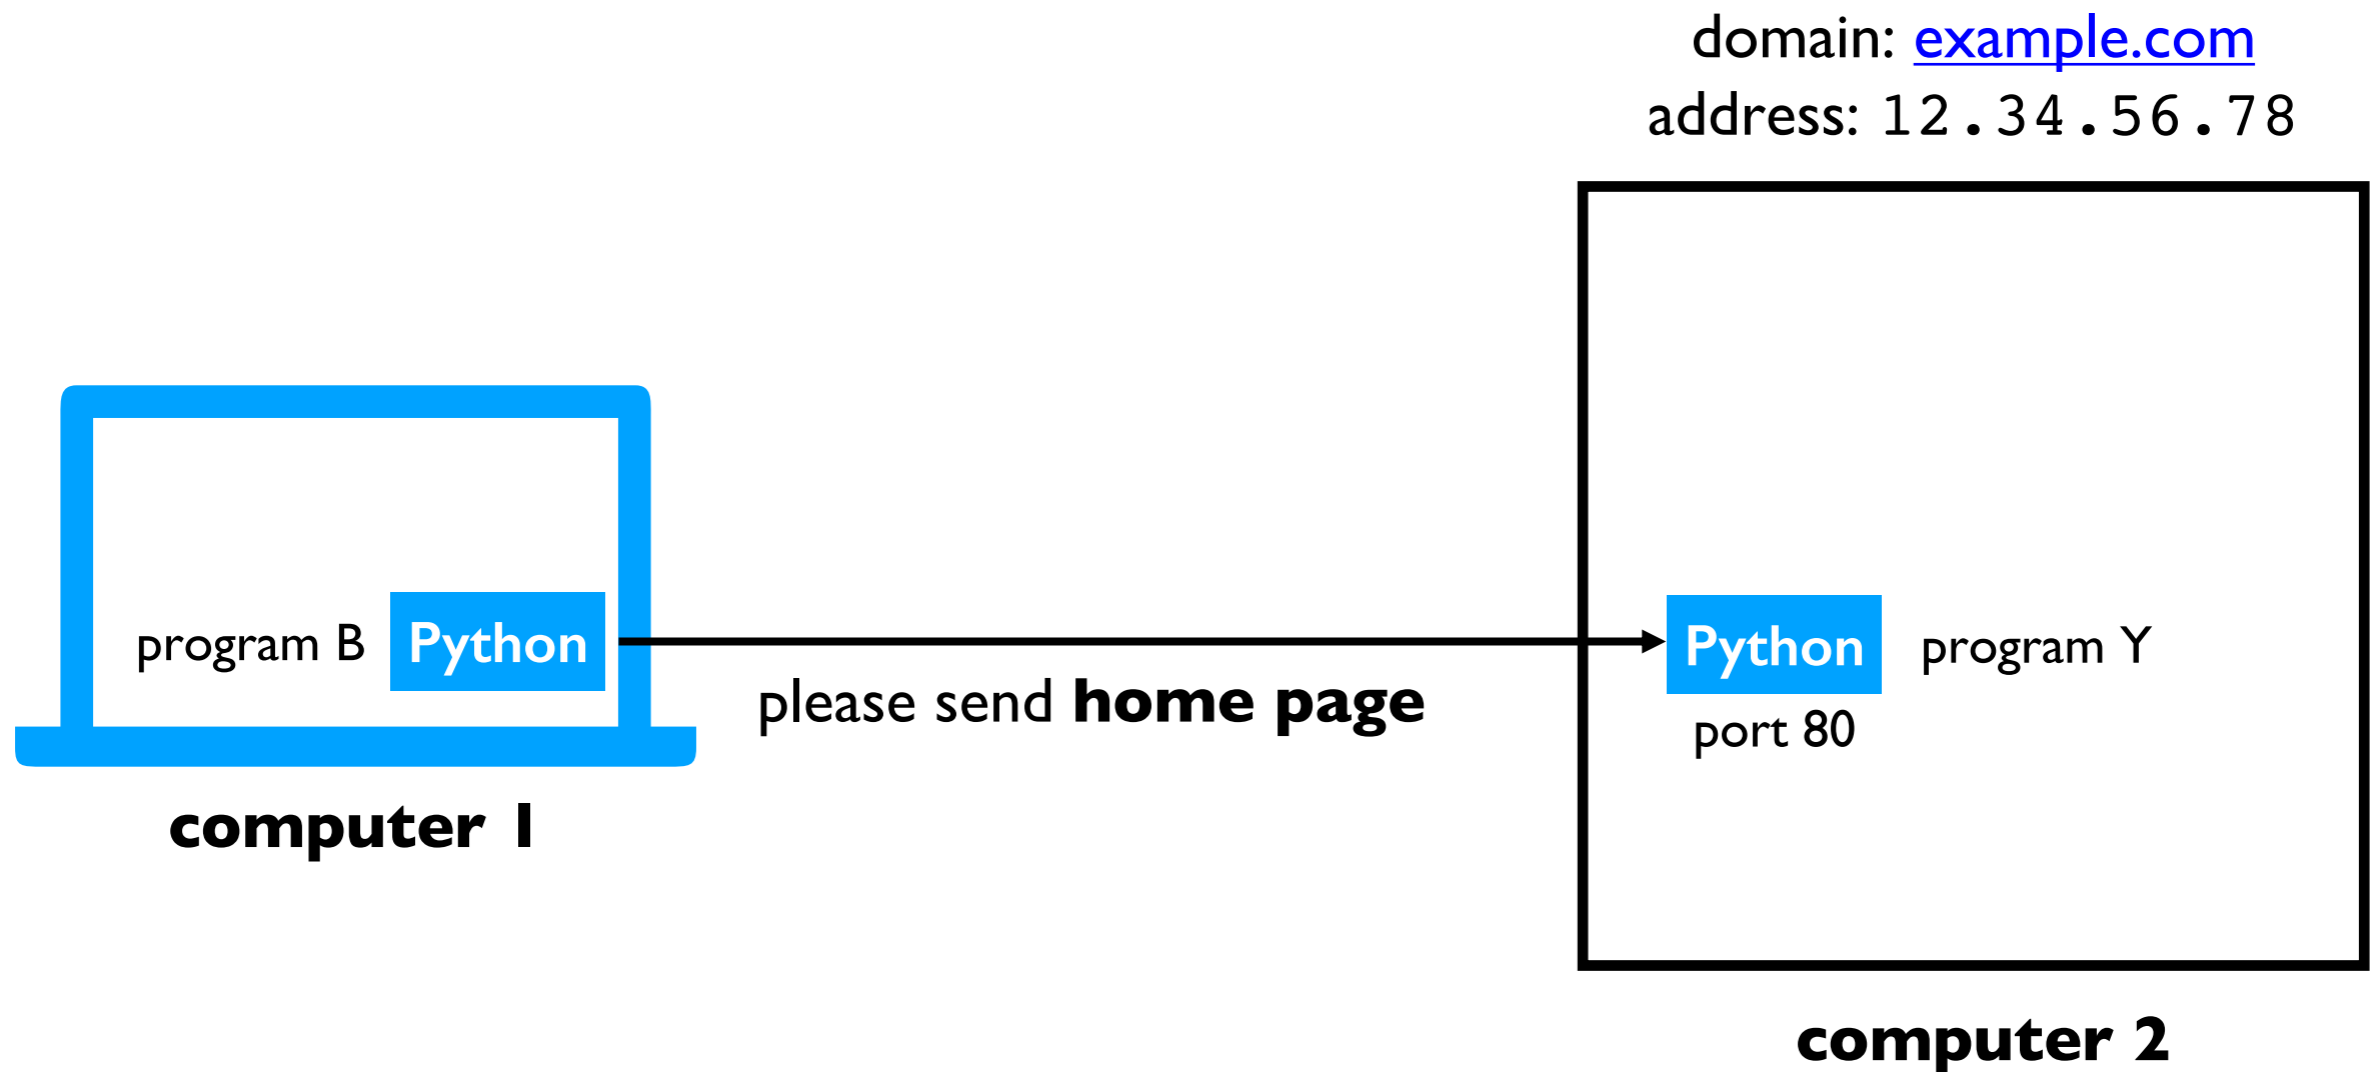 domain: example.com
address: 12.34.56.78
program B
Python
please send home page
Python
program Y
port 80
computer 1
computer 2